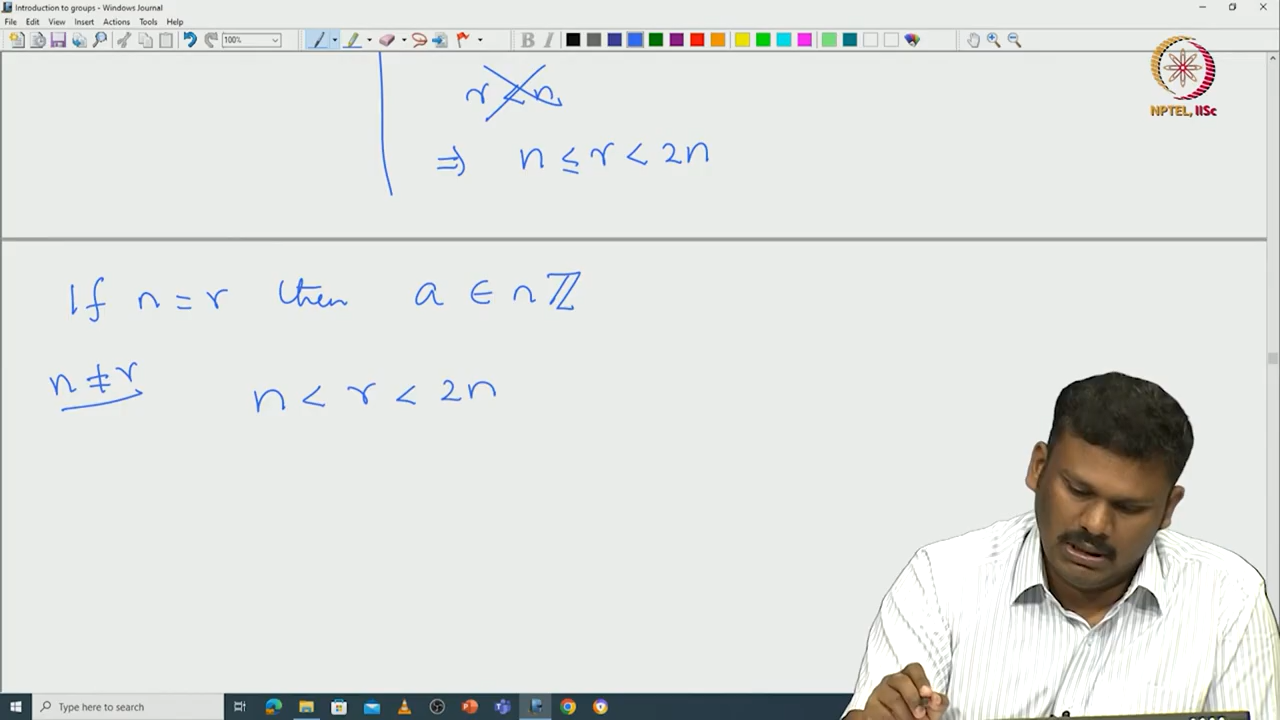 Introduction to groups - Windows Journal
File Edit View Insert Actions Tools Help
100%
B I
NPTEL, IISc
r < n
⇒ n ≤ r < 2n
If n = r then a ∈ nℤ
n ≠ r n < r < 2n
Type here to search